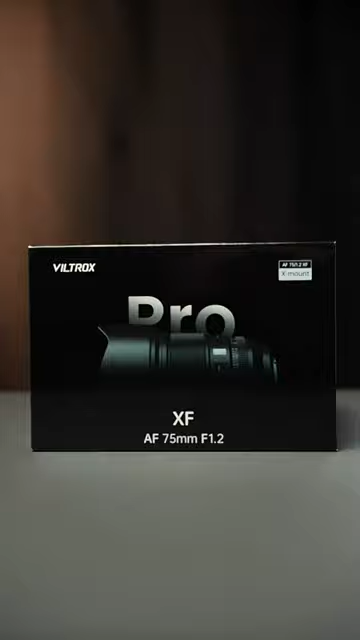 VILTROX
AF 75/1.2 XF
X-mount
Pro
XF
AF 75mm F1.2